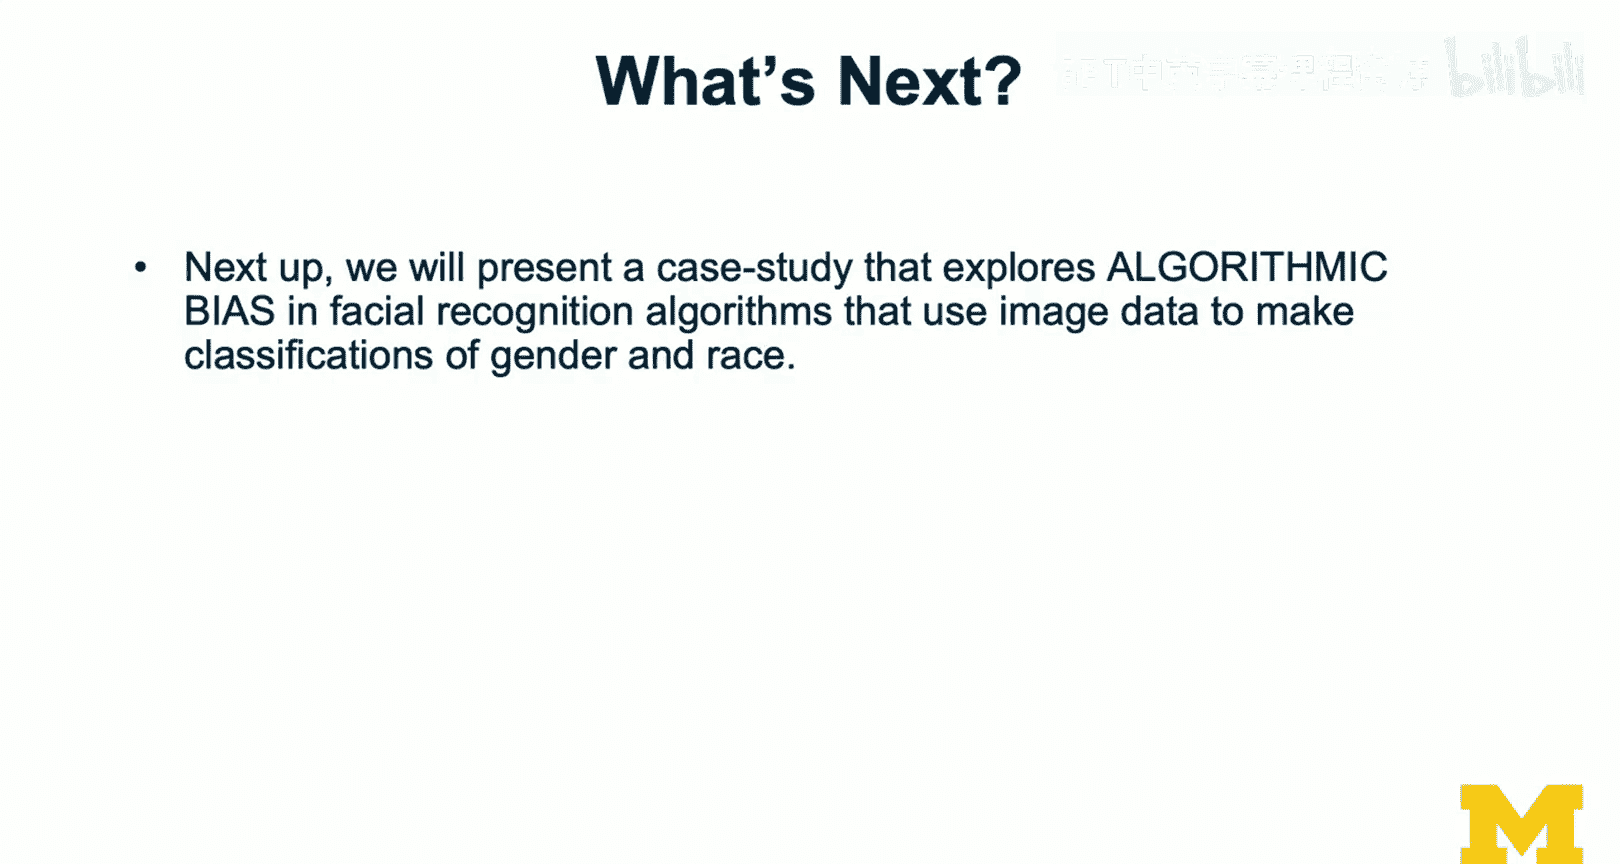 What’s Next?
bilibili
• Next up, we will present a case-study that explores ALGORITHMIC
BIAS in facial recognition algorithms that use image data to make
classifications of gender and race.
M